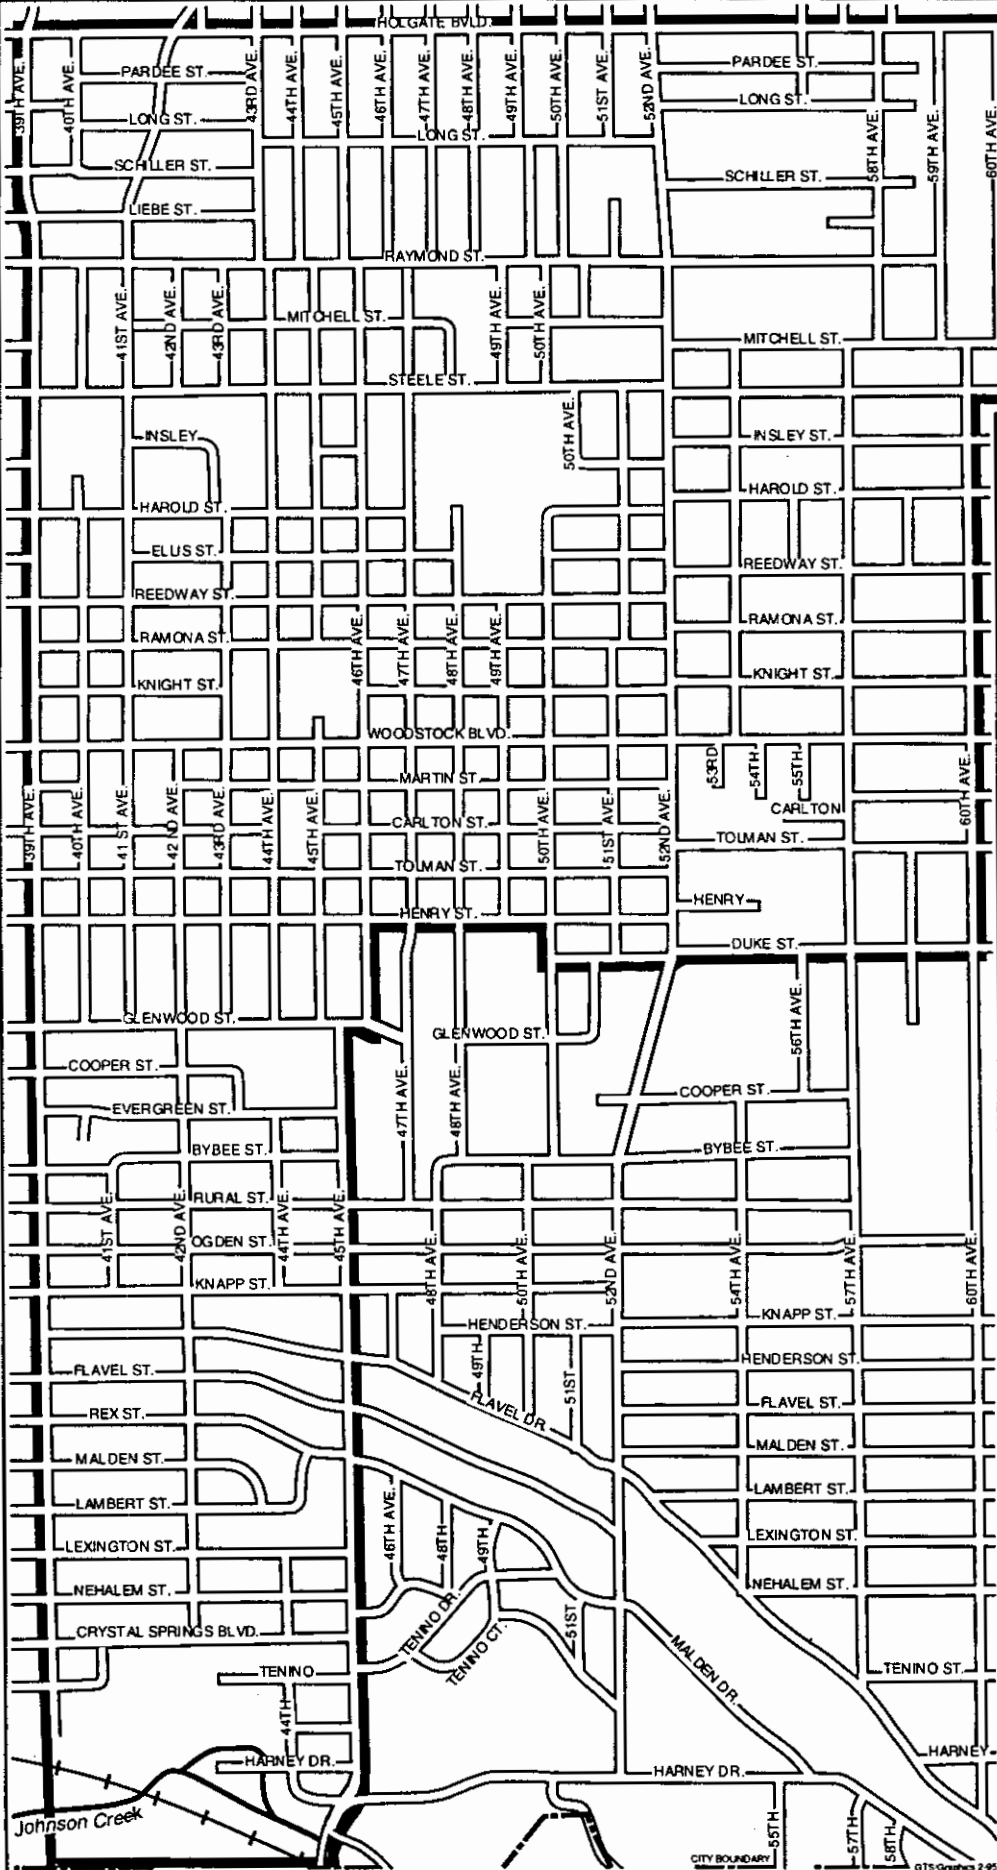 HOLGATE BVLD.
39TH AVE.
40TH AVE.
PARDEE ST.
43RD AVE.
44TH AVE.
45TH AVE.
46TH AVE.
47TH AVE.
48TH AVE.
49TH AVE.
50TH AVE.
51ST AVE.
52ND AVE.
PARDEE ST.
LONG ST.
LONG ST.
LONG ST.
58TH AVE.
59TH AVE.
60TH AVE.
SCHILLER ST.
SCHILLER ST.
LIEBE ST.
RAYMOND ST.
41ST AVE.
42ND AVE.
43RD AVE.
MITCHELL ST.
49TH AVE.
50TH AVE.
MITCHELL ST.
STEELE ST.
50TH AVE.
INSLEY
INSLEY ST.
HAROLD ST.
HAROLD ST.
ELLIS ST.
REEDWAY ST.
REEDWAY ST.
RAMONA ST.
RAMONA ST.
46TH AVE.
47TH AVE.
48TH AVE.
49TH AVE.
KNIGHT ST.
KNIGHT ST.
WOODSTOCK BLVD.
53RD
54TH
55TH
MARTIN ST.
39TH AVE.
40TH AVE.
41 ST AVE.
42 ND AVE.
43RD AVE.
44TH AVE.
45TH AVE.
CARLTON ST.
50TH AVE.
51ST AVE.
52ND AVE.
CARLTON
60TH AVE.
TOLMAN ST.
TOLMAN ST.
HENRY
HENRY ST.
DUKE ST.
GLENWOOD ST.
GLENWOOD ST.
56TH AVE.
COOPER ST.
47TH AVE.
48TH AVE.
COOPER ST.
EVERGREEN ST.
BYBEE ST.
BYBEE ST.
RURAL ST.
41ST AVE.
42ND AVE.
44TH AVE.
45TH AVE.
OGDEN ST.
48TH AVE.
50TH AVE.
52ND AVE.
54TH AVE.
57TH AVE.
60TH AVE.
KNAPP ST.
KNAPP ST.
HENDERSON ST.
HENDERSON ST.
49TH
51ST
FLAVEL ST.
FLAVEL DR.
FLAVEL ST.
REX ST.
MALDEN ST.
MALDEN ST.
LAMBERT ST.
LAMBERT ST.
46TH AVE.
48TH
49TH
LEXINGTON ST.
LEXINGTON ST.
NEHALEM ST.
NEHALEM ST.
CRYSTAL SPRINGS BLVD.
TENINO DR.
TENINO CT.
51ST
MALDEN DR.
TENINO
TENINO ST.
44TH
HARNEY DR.
HARNEY
HARNEY DR.
Johnson Creek
55TH
57TH
58TH
CITY BOUNDARY
GTS Graphics 2-95